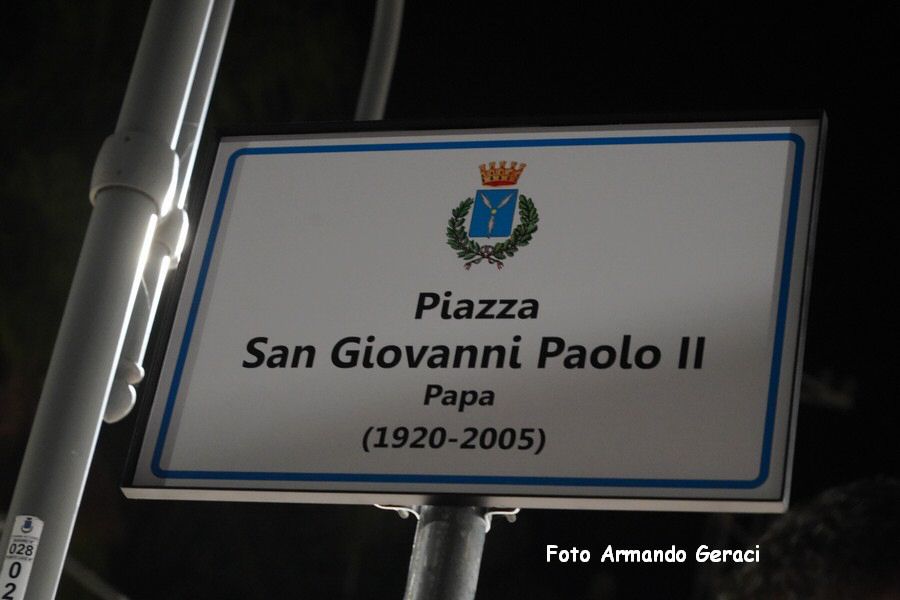 Piazza
San Giovanni Paolo II
Papa
(1920-2005)
028
0
2
Foto Armando Geraci